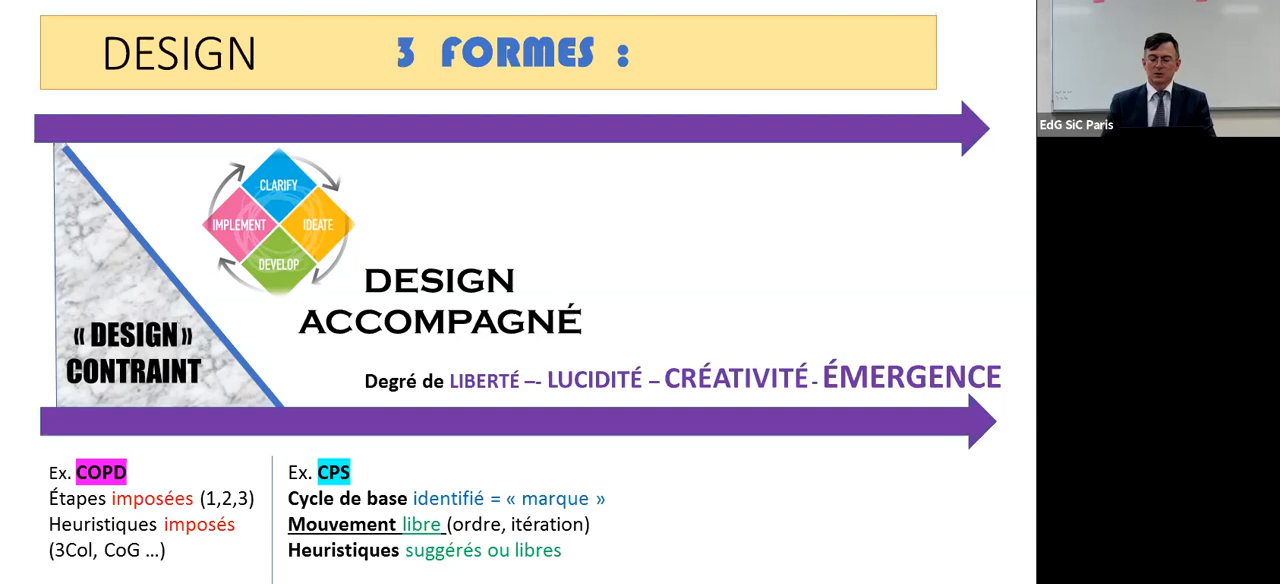 DESIGN 3 FORMES :
EdG SiC Paris
CLARIFY
IMPLEMENT IDEATE
DEVELOP
DESIGN
ACCOMPAGNÉ
« DESIGN »
CONTRAINT
Degré de LIBERTÉ –- LUCIDITÉ – CRÉATIVITÉ - ÉMERGENCE
Ex. COPD
Étapes imposées (1,2,3)
Heuristiques imposés
(3Col, CoG ...)
Ex. CPS
Cycle de base identifié = « marque »
Mouvement libre (ordre, itération)
Heuristiques suggérés ou libres